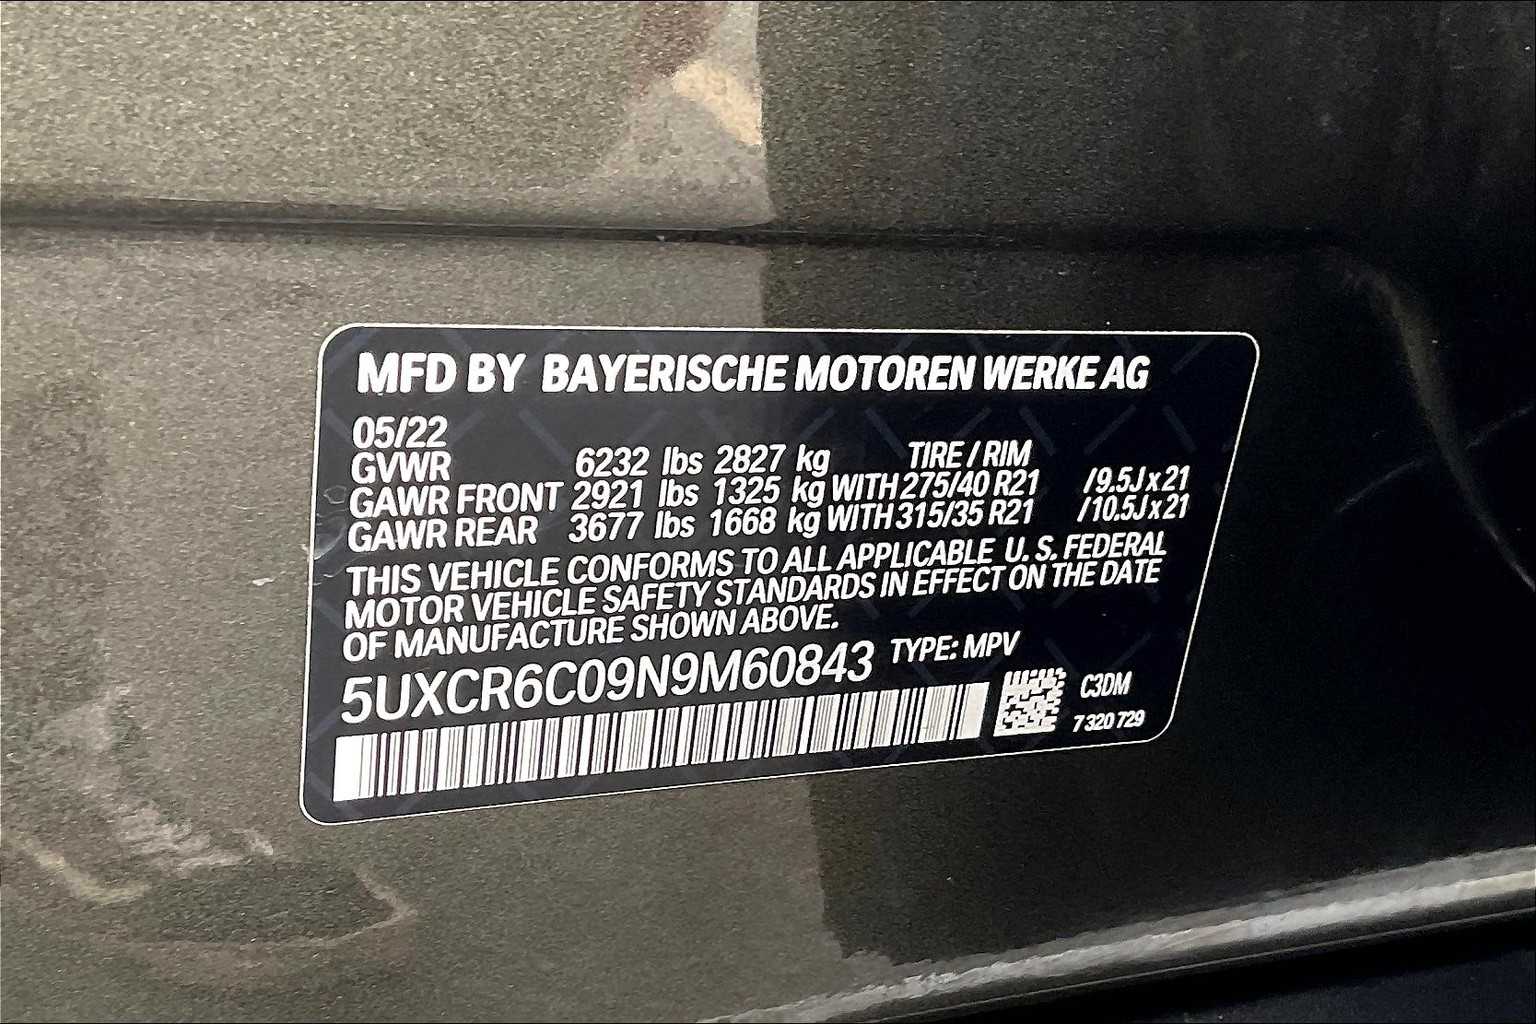 MFD BY BAYERISCHE MOTOREN WERKE AG
05/22
GVWR 6232 lbs 2827 kg TIRE / RIM
GAWR FRONT 2921 lbs 1325 kg WITH 275/40 R21 /9.5J x 21
GAWR REAR 3677 lbs 1668 kg WITH 315/35 R21 /10.5J x 21
THIS VEHICLE CONFORMS TO ALL APPLICABLE U. S. FEDERAL
MOTOR VEHICLE SAFETY STANDARDS IN EFFECT ON THE DATE
OF MANUFACTURE SHOWN ABOVE.
5UXCR6C09N9M60843 TYPE: MPV
C3DM
7 320 729